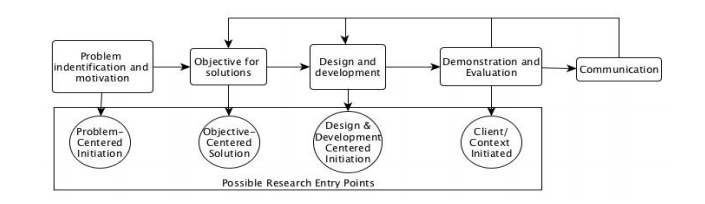 Problem
indentification and
motivation
Objective for
solutions
Design and
development
Demonstration and
Evaluation
Communication
Problem-
Centered
Initiation
Objective-
Centered
Solution
Design &
Development
Centered
Initiation
Client/
Context
Initiated
Possible Research Entry Points